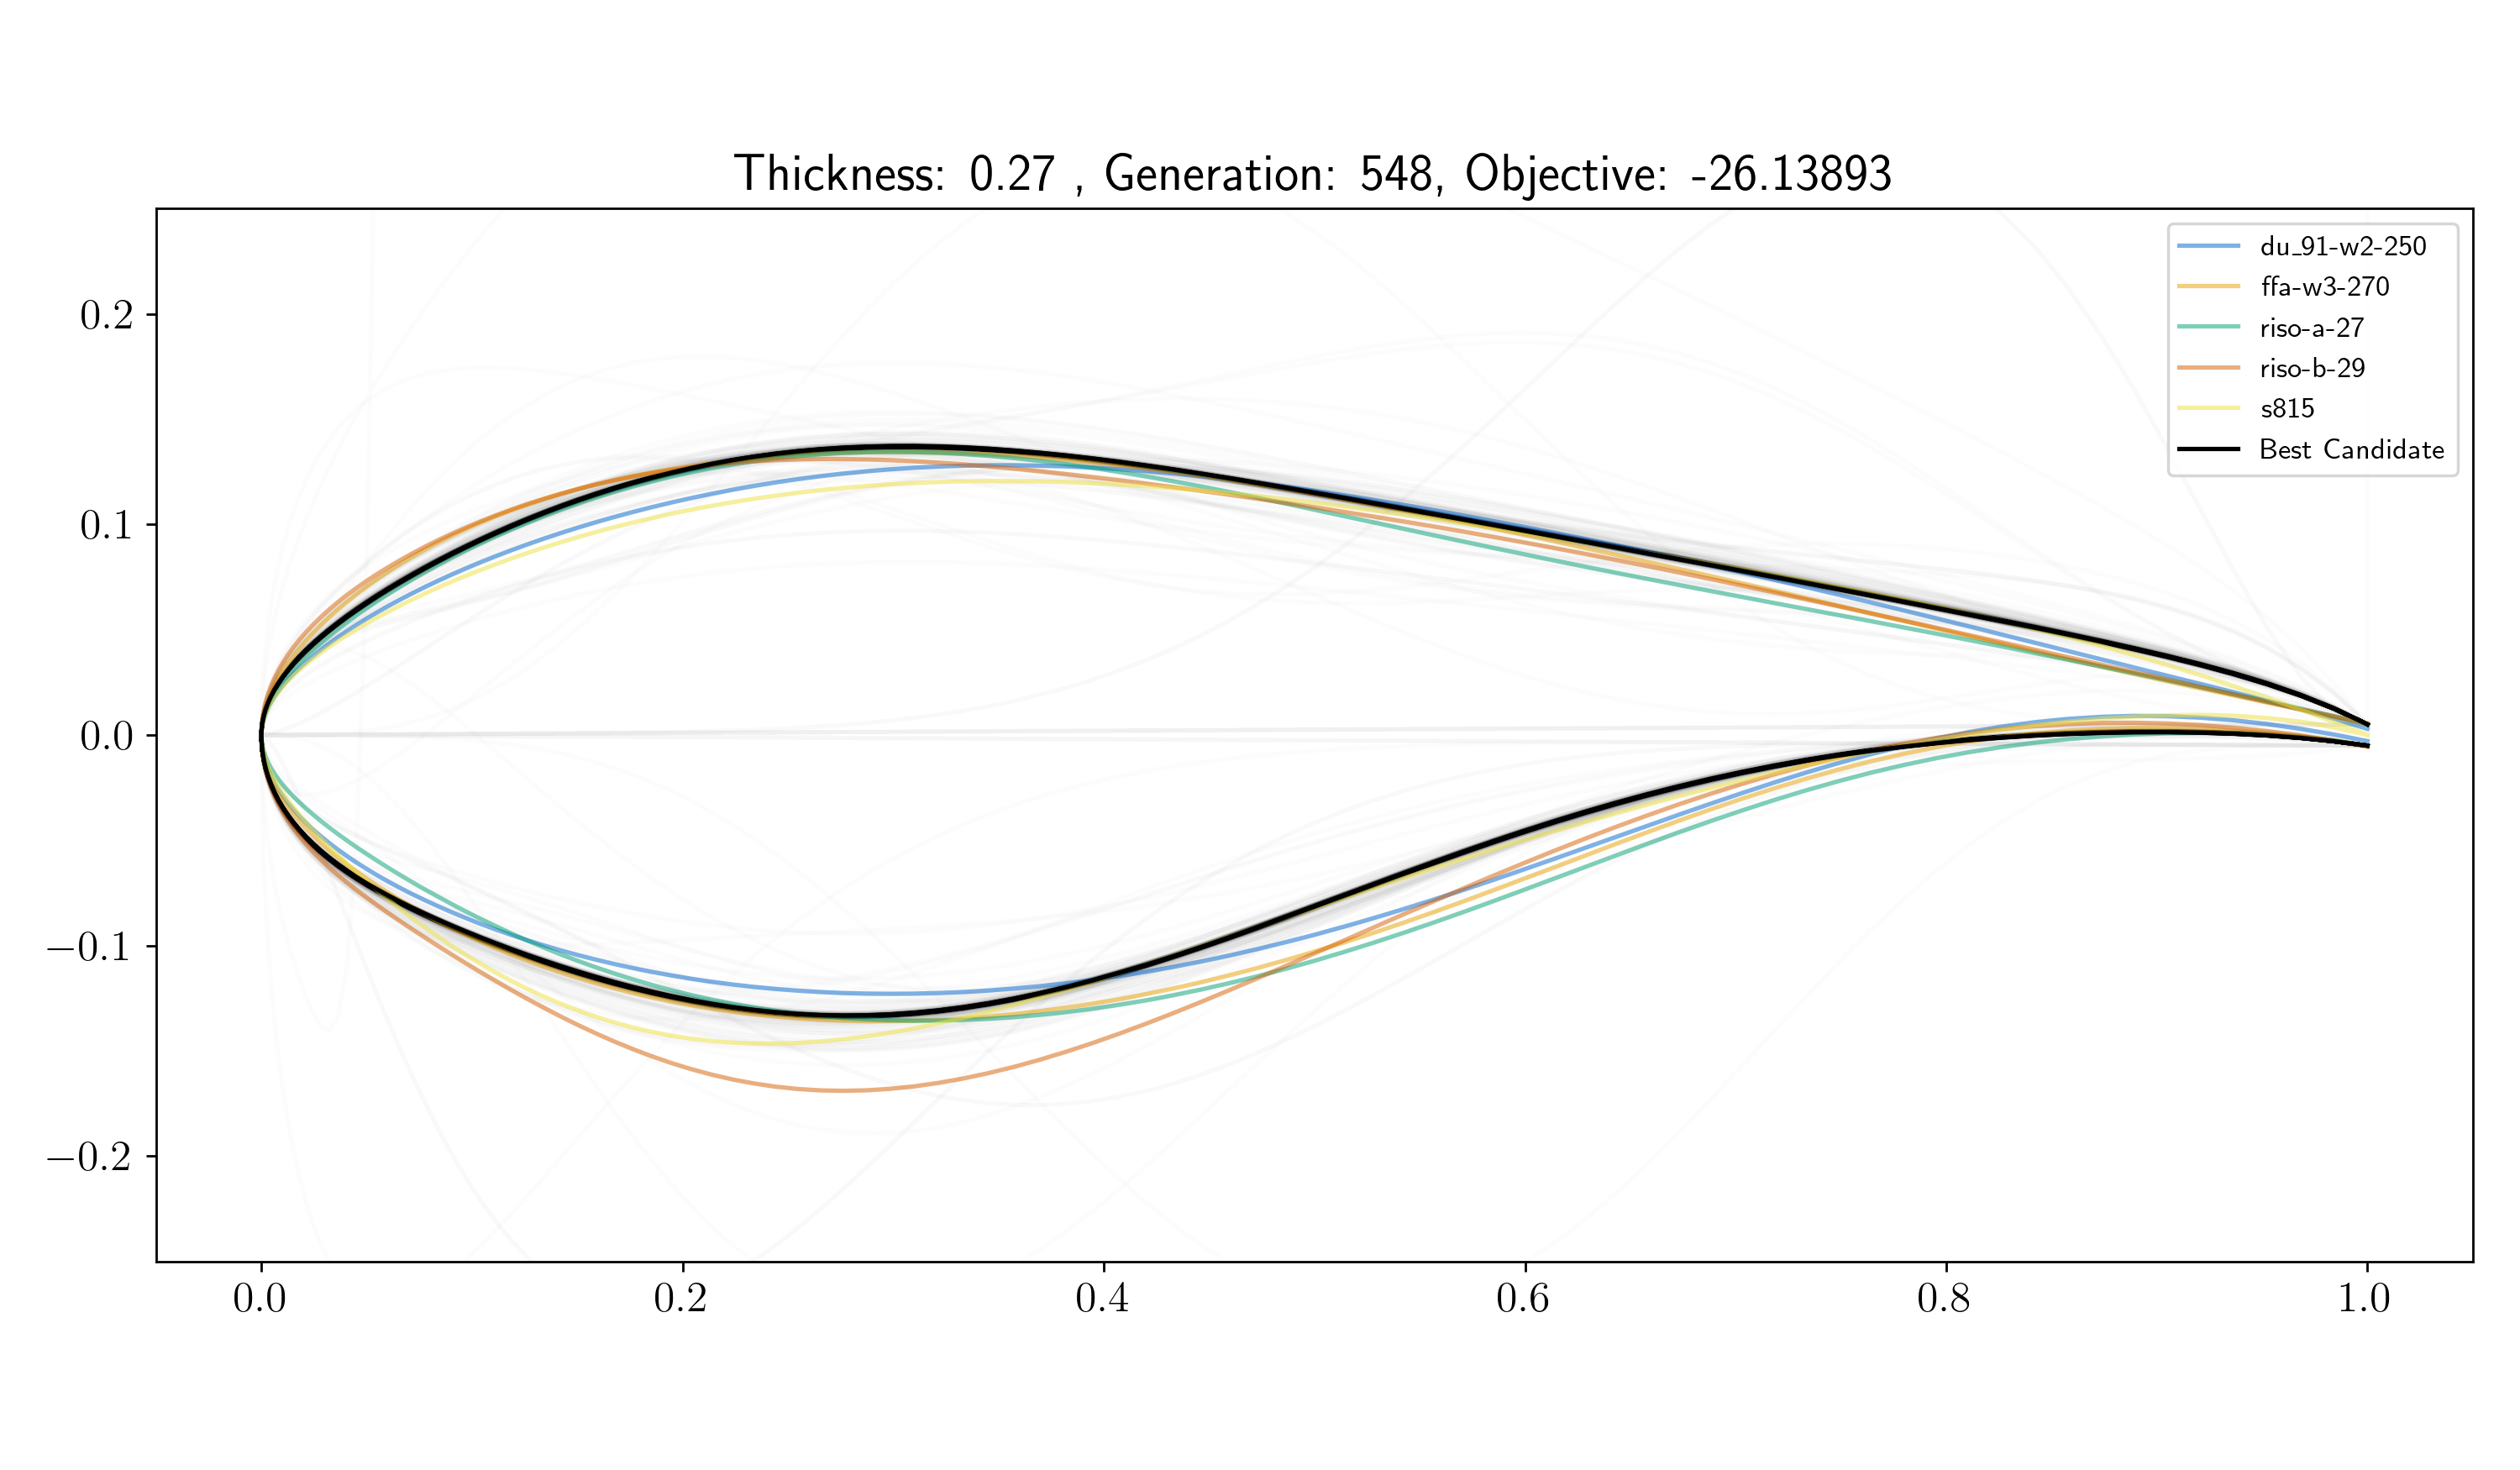 Thickness: 0.27 , Generation: 548, Objective: -26.13893
du_91-w2-250
ffa-w3-270
riso-a-27
riso-b-29
s815
Best Candidate
0.2
0.1
0.0
−0.1
−0.2
0.0 0.2 0.4 0.6 0.8 1.0